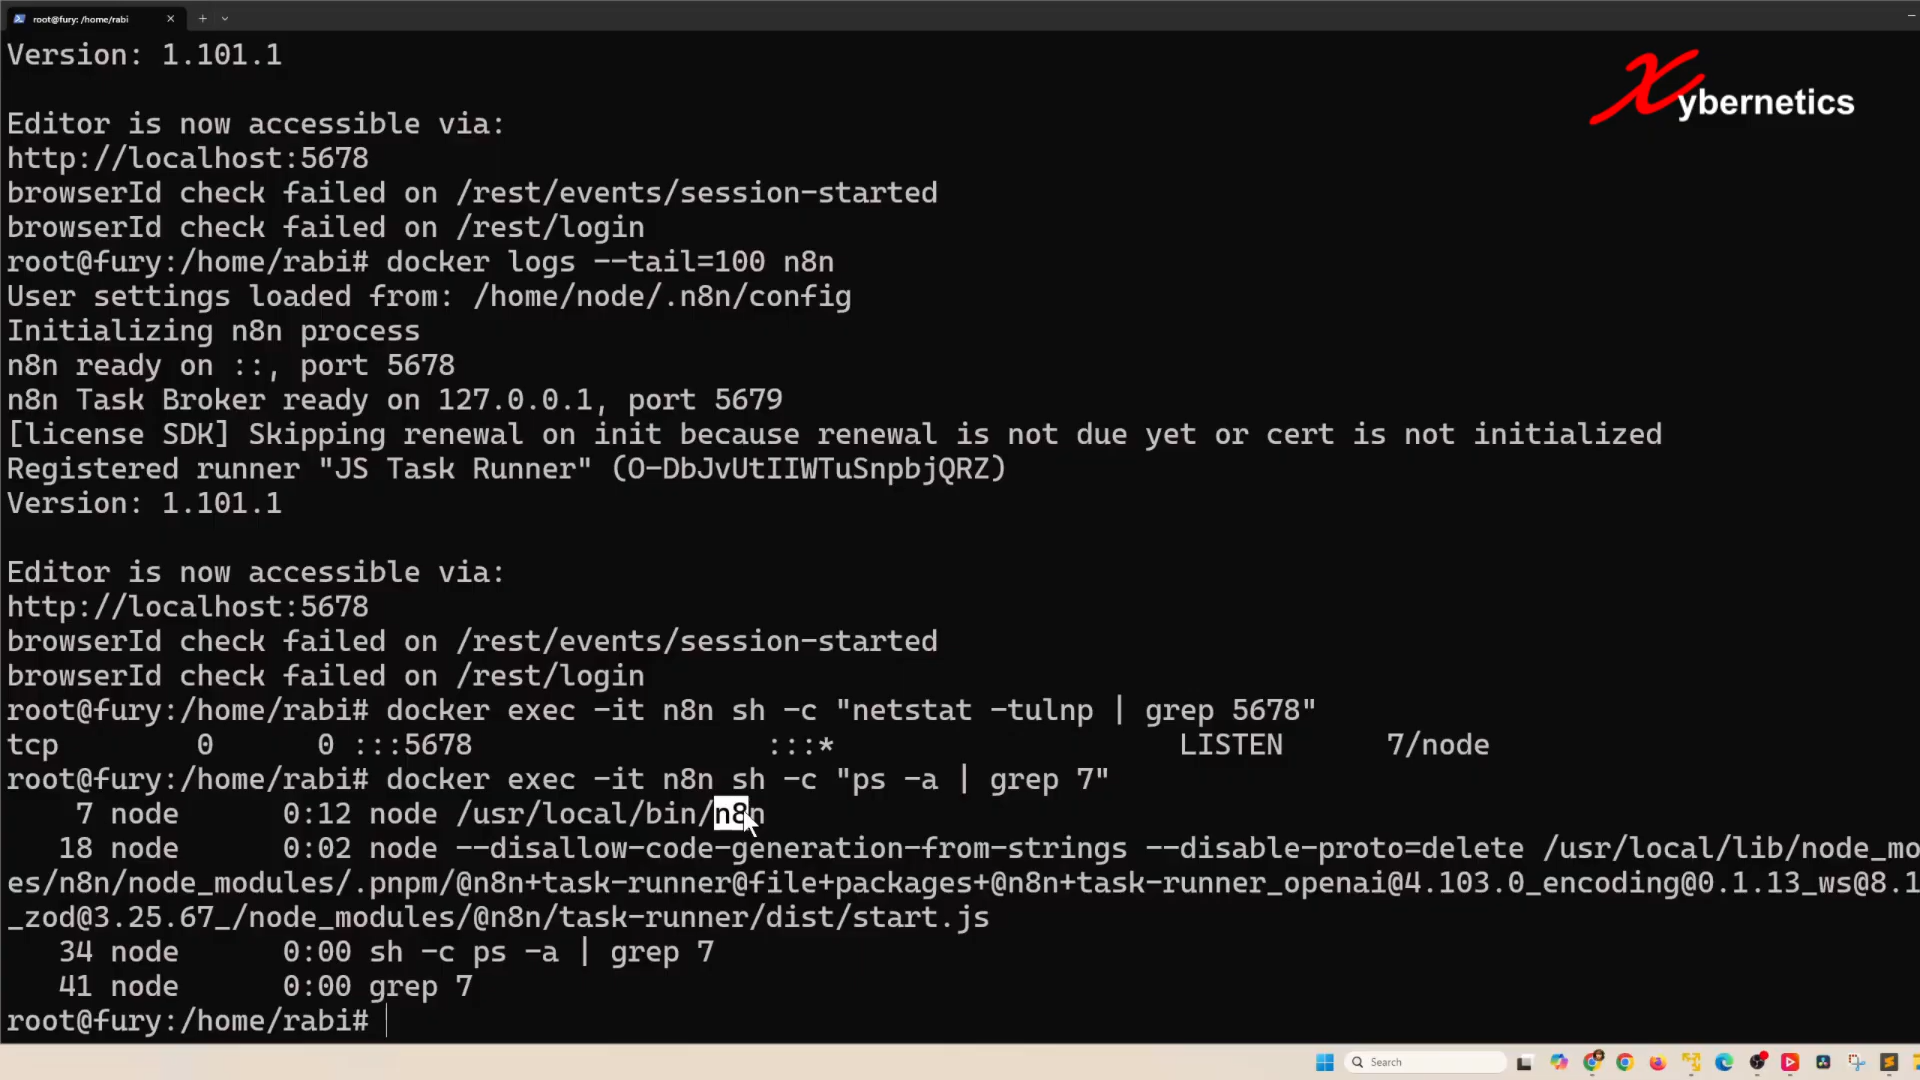 root@fury: /home/rabi
Version: 1.101.1
Xybernetics
Editor is now accessible via:
http://localhost:5678
browserId check failed on /rest/events/session-started
browserId check failed on /rest/login
root@fury:/home/rabi# docker logs --tail=100 n8n
User settings loaded from: /home/node/.n8n/config
Initializing n8n process
n8n ready on ::, port 5678
n8n Task Broker ready on 127.0.0.1, port 5679
[license SDK] Skipping renewal on init because renewal is not due yet or cert is not initialized
Registered runner "JS Task Runner" (O-DbJvUtIIWTuSnpbjQRZ)
Version: 1.101.1
Editor is now accessible via:
http://localhost:5678
browserId check failed on /rest/events/session-started
browserId check failed on /rest/login
root@fury:/home/rabi# docker exec -it n8n sh -c "netstat -tulnp | grep 5678"
tcp        0      0 :::5678                 :::*                    LISTEN      7/node
root@fury:/home/rabi# docker exec -it n8n sh -c "ps -a | grep 7"
    7 node      0:12 node /usr/local/bin/n8n
   18 node      0:02 node --disallow-code-generation-from-strings --disable-proto=delete /usr/local/lib/node_mo
es/n8n/node_modules/.pnpm/@n8n+task-runner@file+packages+@n8n+task-runner_openai@4.103.0_encoding@0.1.13_ws@8.1
_zod@3.25.67_/node_modules/@n8n/task-runner/dist/start.js
   34 node      0:00 sh -c ps -a | grep 7
   41 node      0:00 grep 7
root@fury:/home/rabi#
Search